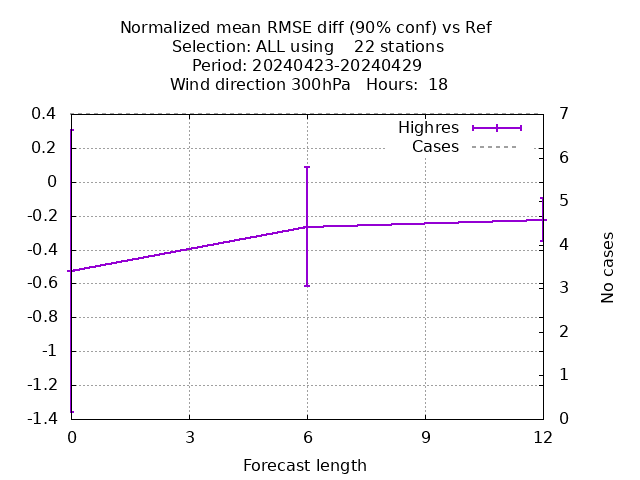 Normalized mean RMSE diff (90% conf) vs Ref
Selection: ALL using    22 stations
Period: 20240423-20240429
Wind direction 300hPa   Hours:  18
0.4
0.2
0
-0.2
-0.4
-0.6
-0.8
-1
-1.2
-1.4
Highres
Cases
7
6
5
4
3
2
1
0
No cases
0 3 6 9 12
Forecast length